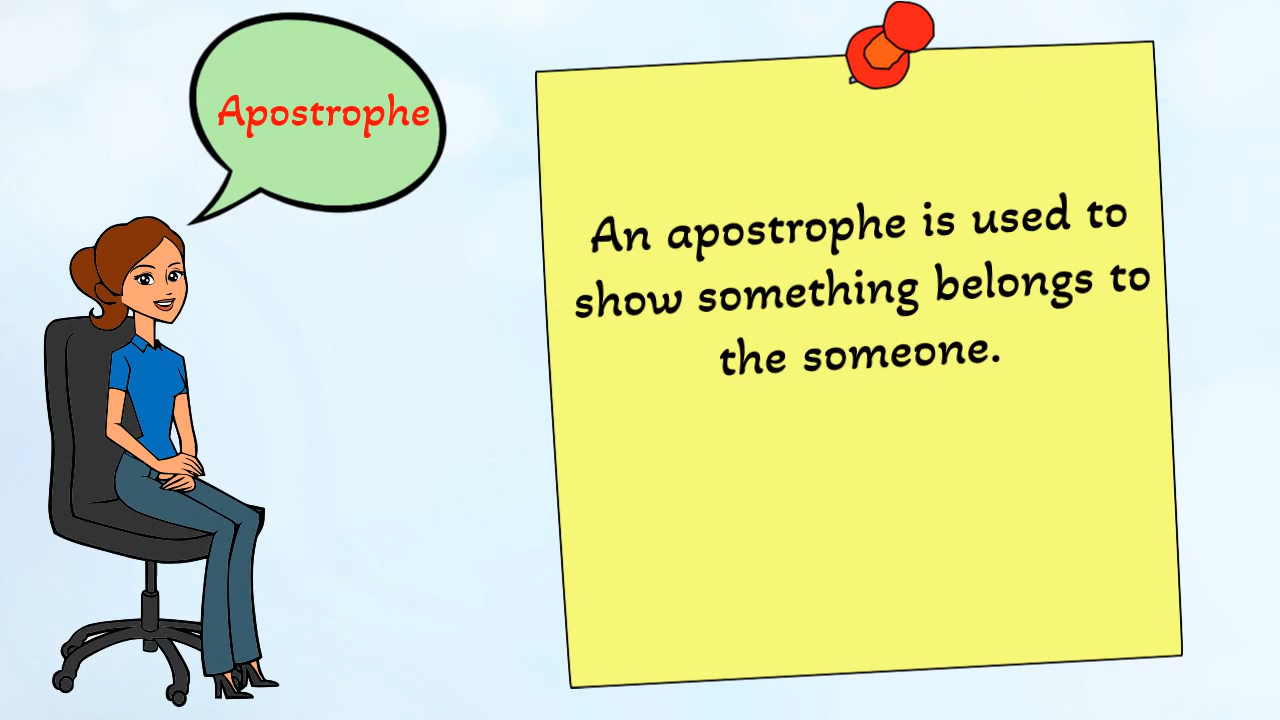 Apostrophe
An apostrophe is used to
show something belongs to
the someone.